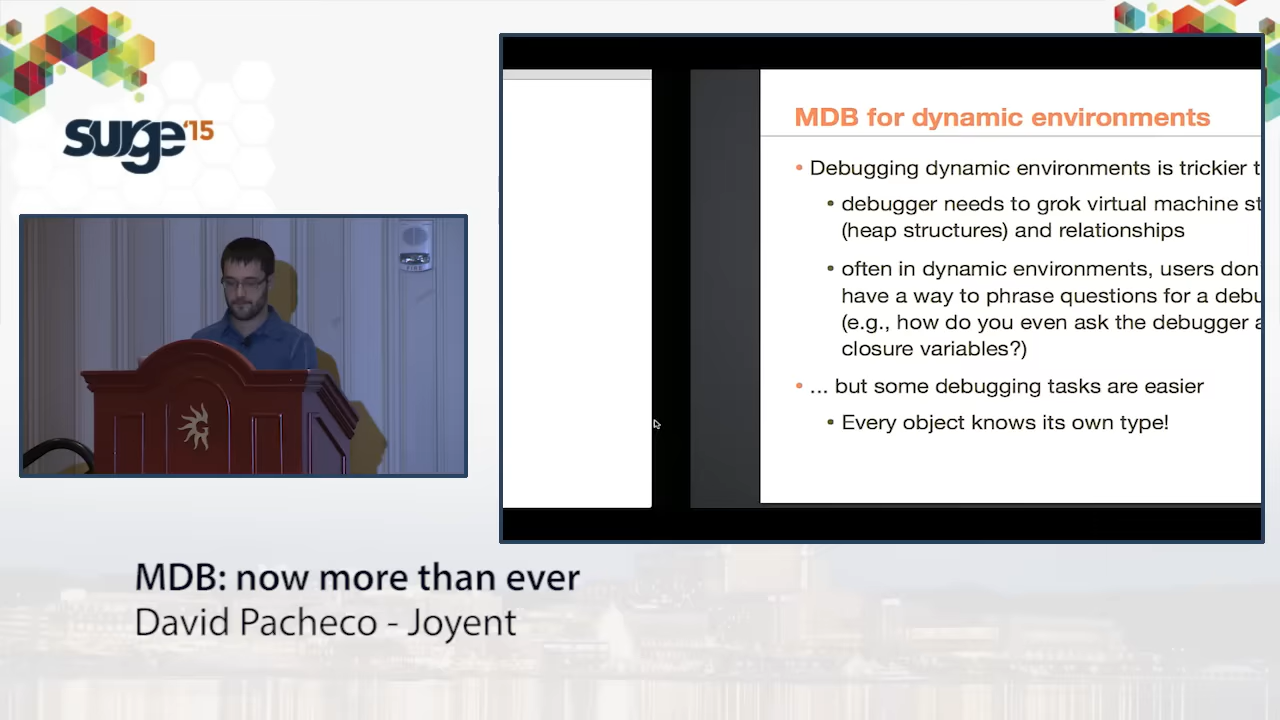 surge '15
MDB for dynamic environments
• Debugging dynamic environments is trickier t
• debugger needs to grok virtual machine st
(heap structures) and relationships
• often in dynamic environments, users don'
have a way to phrase questions for a debu
(e.g., how do you even ask the debugger a
closure variables?)
• ... but some debugging tasks are easier
• Every object knows its own type!
FIRE
MDB: now more than ever
David Pacheco - Joyent